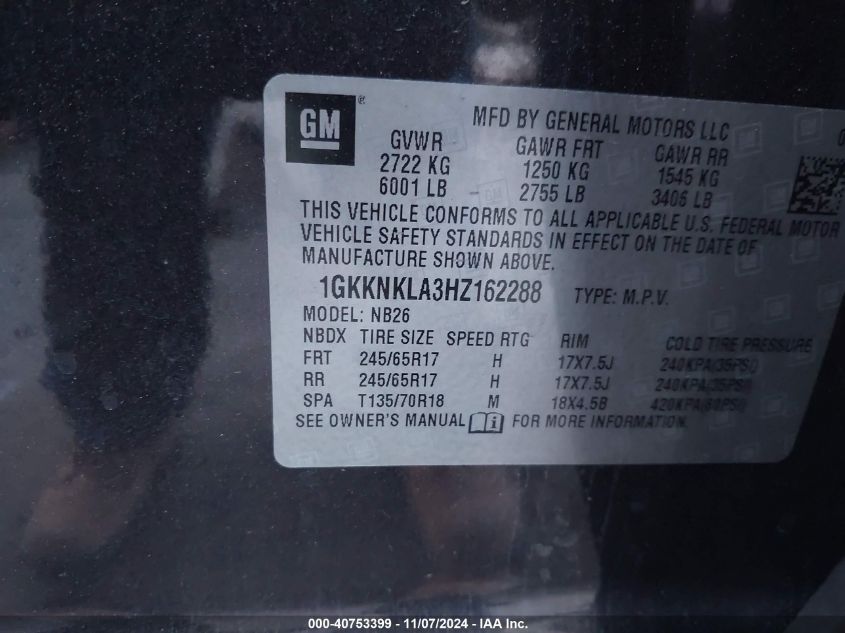 GM®
MFD BY GENERAL MOTORS LLC
GVWR GAWR FRT GAWR RR
2722 KG 1250 KG 1545 KG
6001 LB 2755 LB 3406 LB
THIS VEHICLE CONFORMS TO ALL APPLICABLE U.S. FEDERAL MOTOR
VEHICLE SAFETY STANDARDS IN EFFECT ON THE DATE OF
MANUFACTURE SHOWN ABOVE.
1GKKNKLA3HZ162288 TYPE: M.P.V.
MODEL: NB26
NBDX TIRE SIZE SPEED RTG RIM COLD TIRE PRESSURE
FRT 245/65R17 H 17X7.5J 240KPA(35PSI)
RR 245/65R17 H 17X7.5J 240KPA(35PSI)
SPA T135/70R18 M 18X4.5B 420KPA(60PSI)
SEE OWNER'S MANUAL i FOR MORE INFORMATION.
000-40753399 - 11/07/2024 - IAA Inc.